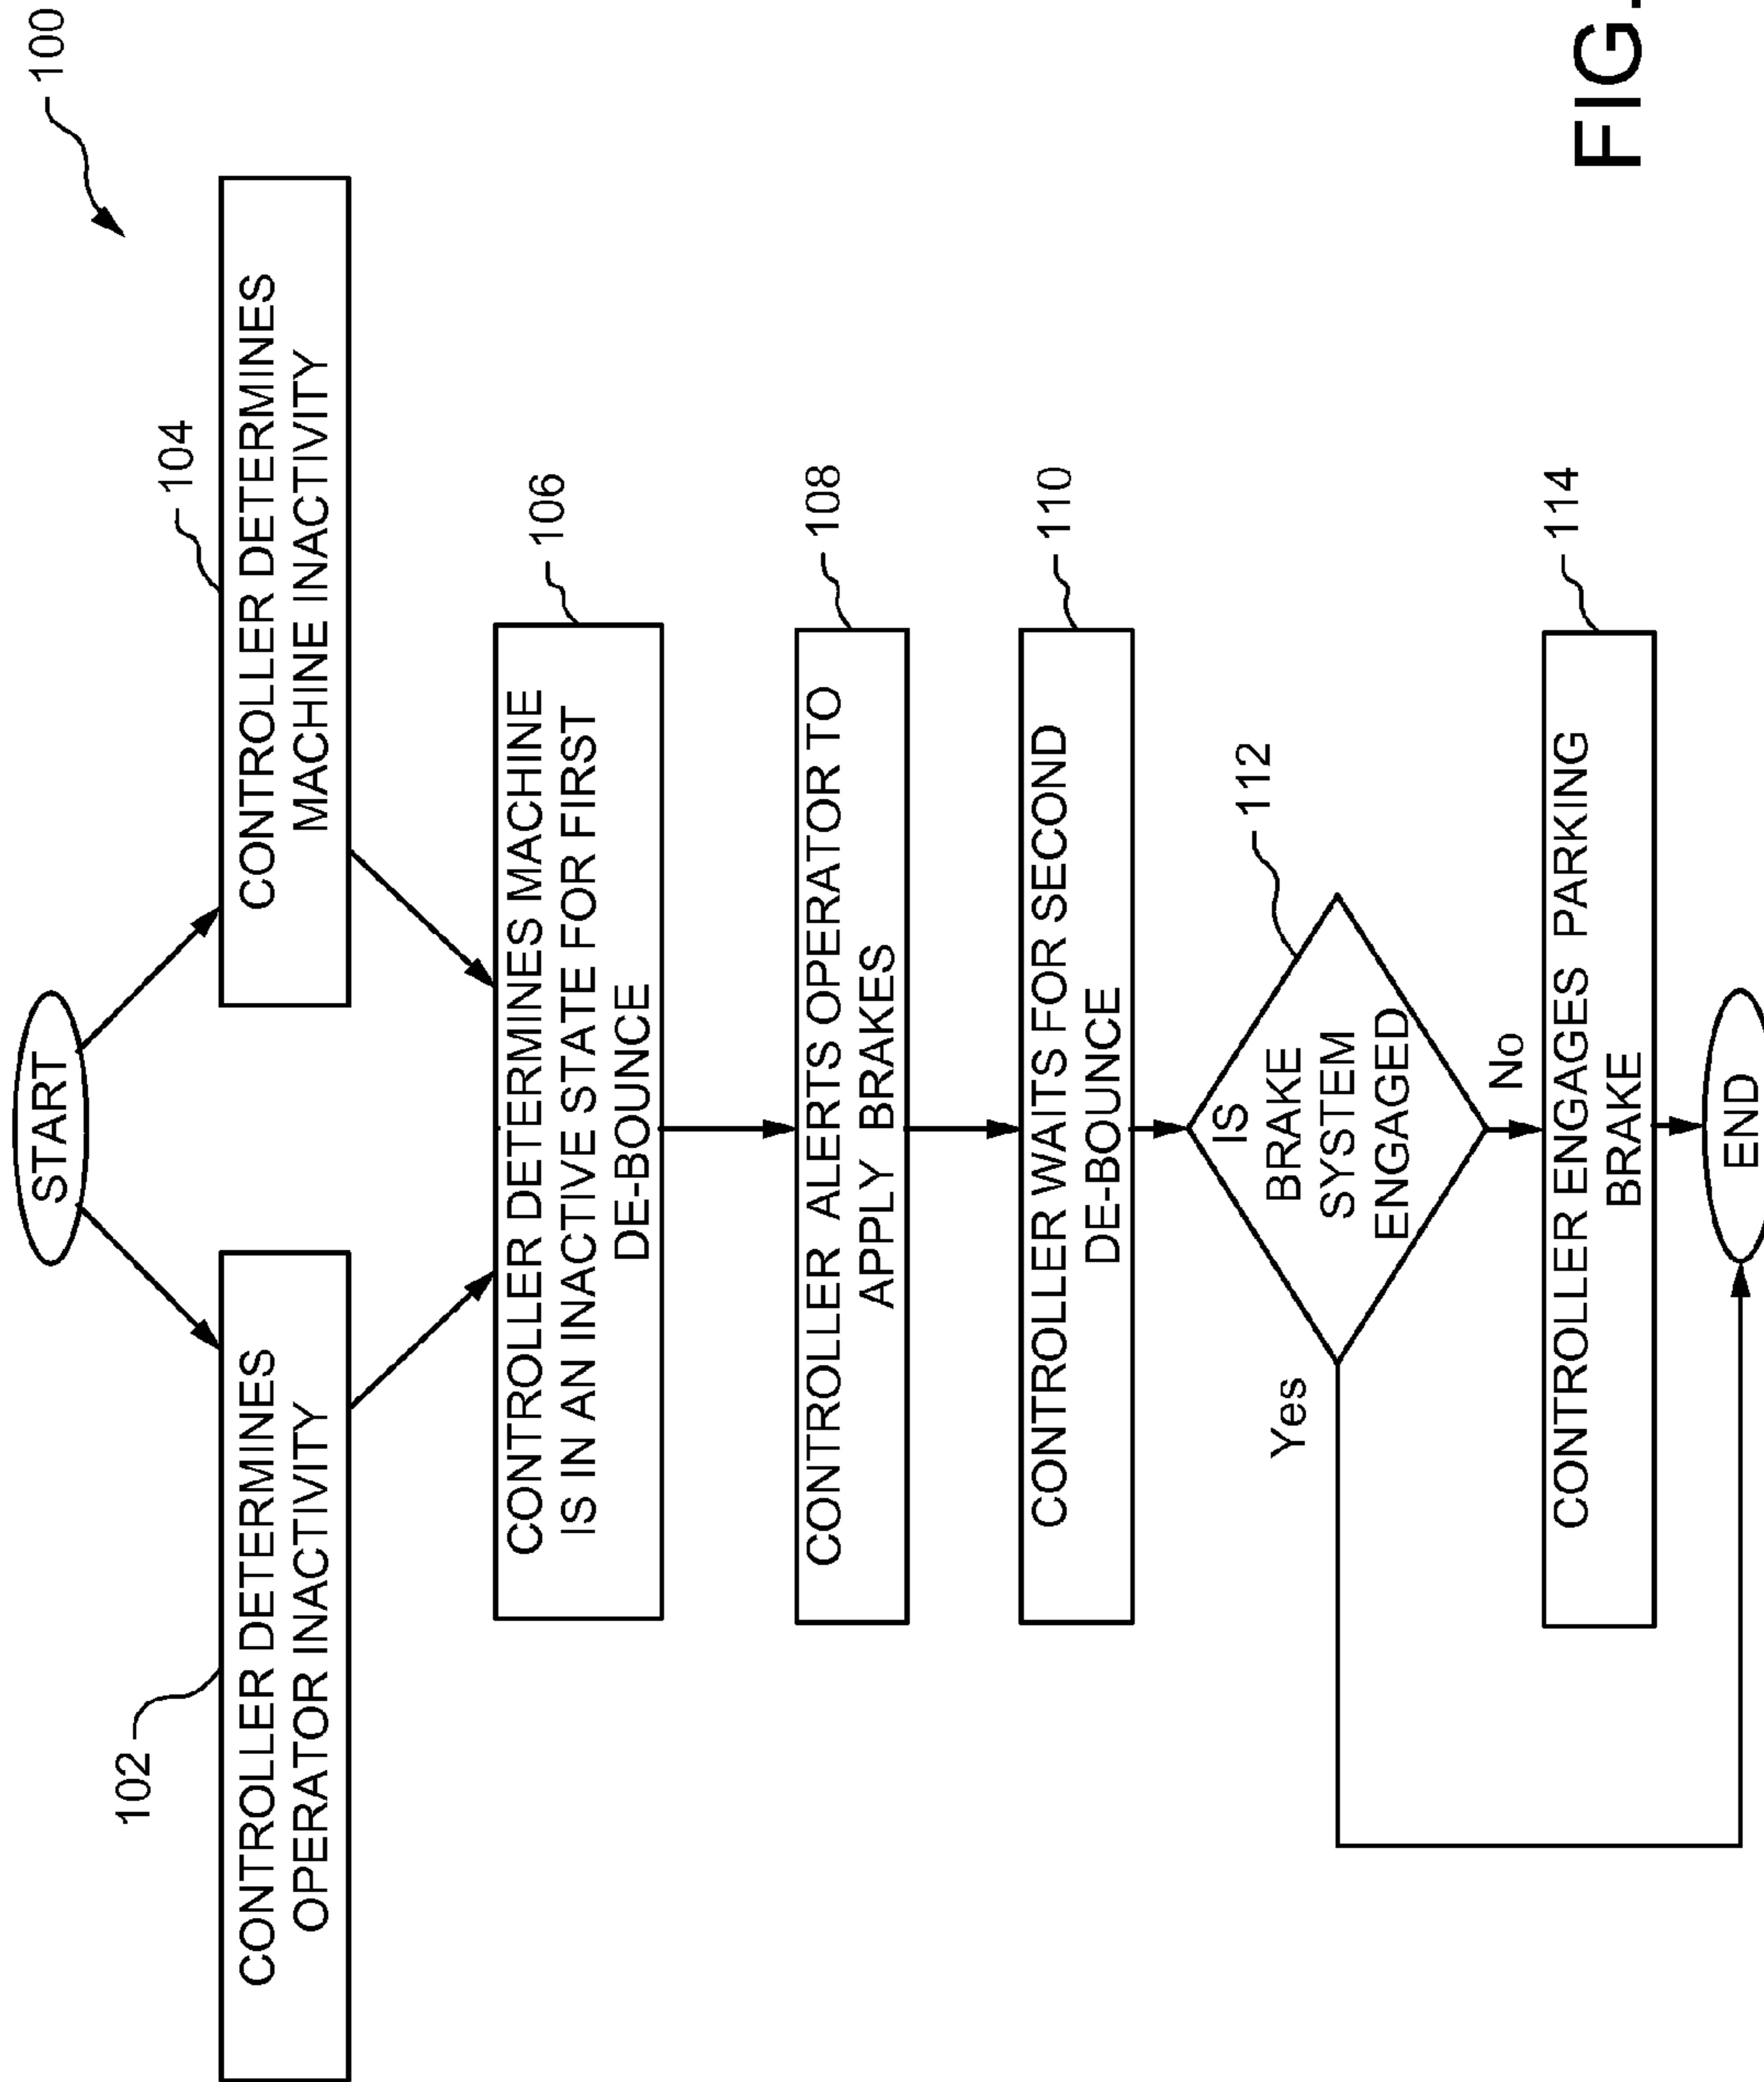 100
START
102
CONTROLLER DETERMINES
OPERATOR INACTIVITY
104
CONTROLLER DETERMINES
MACHINE INACTIVITY
106
CONTROLLER DETERMINES MACHINE
IS IN AN INACTIVE STATE FOR FIRST
DE-BOUNCE
108
CONTROLLER ALERTS OPERATOR TO
APPLY BRAKES
110
CONTROLLER WAITS FOR SECOND
DE-BOUNCE
112
IS
BRAKE
SYSTEM
ENGAGED
Yes
No
114
CONTROLLER ENGAGES PARKING
BRAKE
END
FIG.